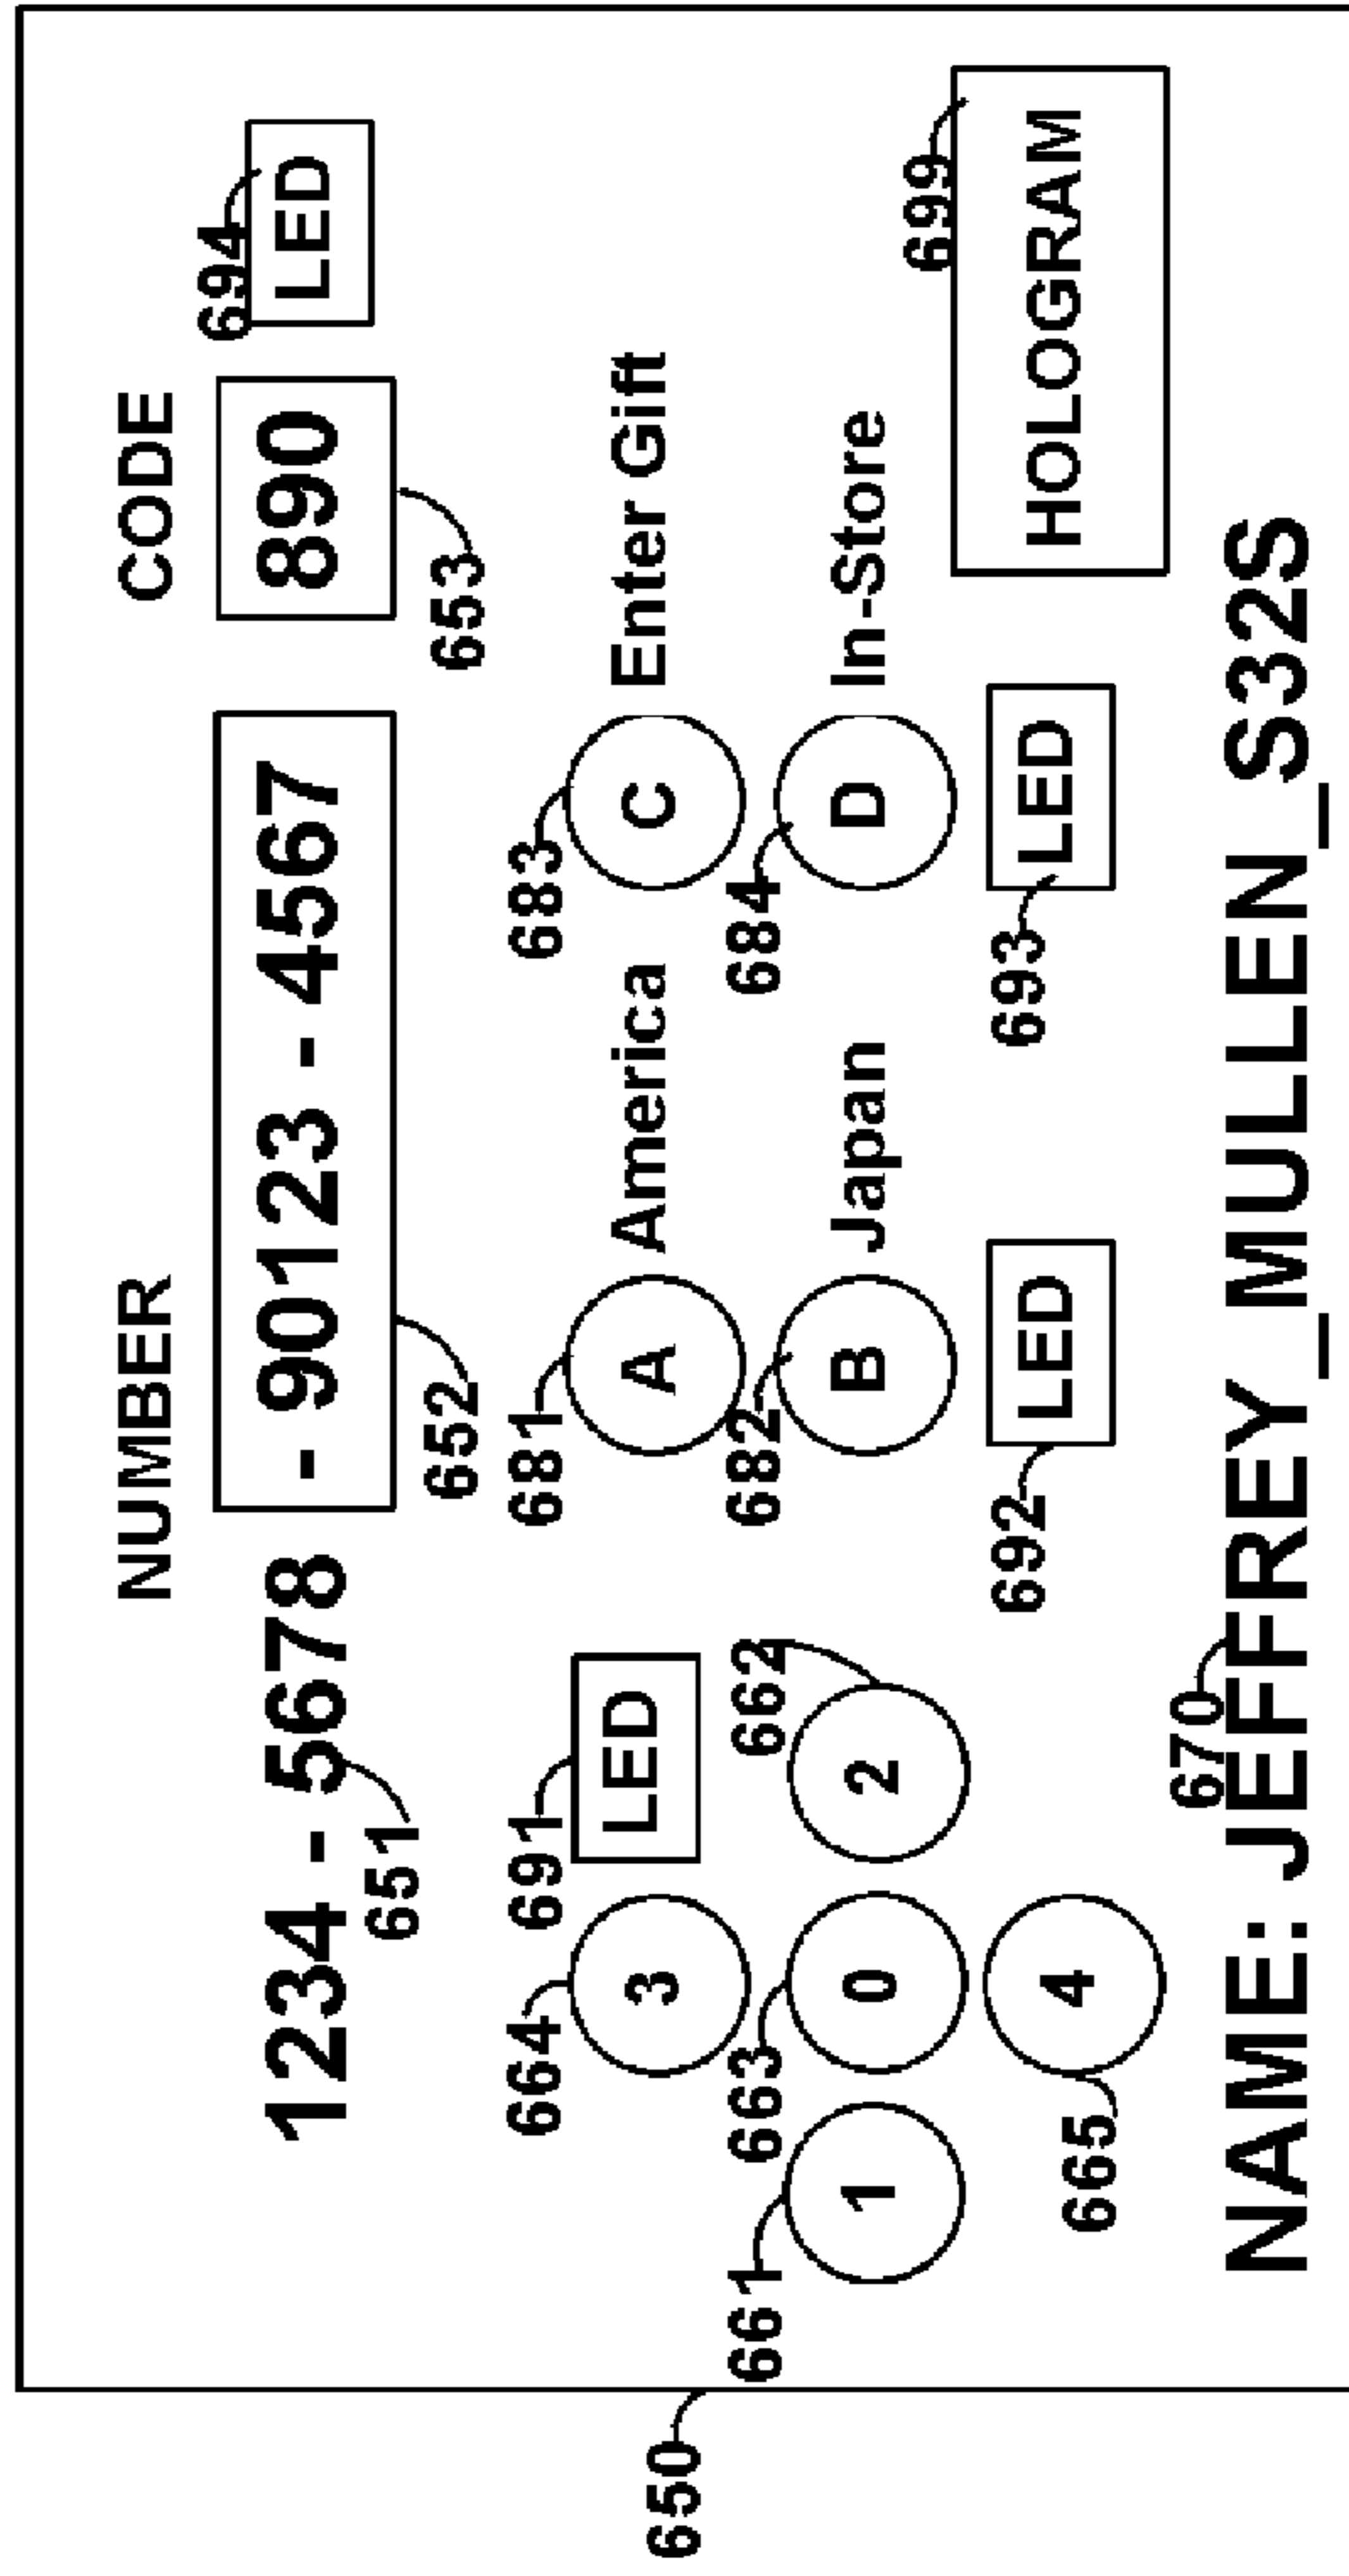 NUMBER CODE
1234 - 5678 - 90123 - 4567 890 694 LED
651 652 653
664 691 681 683
3 LED A America C Enter Gift
661 663 662 682 684
1 0 2 B Japan D In-Store
650
665 4 692 LED 693 LED 699 HOLOGRAM
670
NAME: JEFFREY_MULLEN_S32S